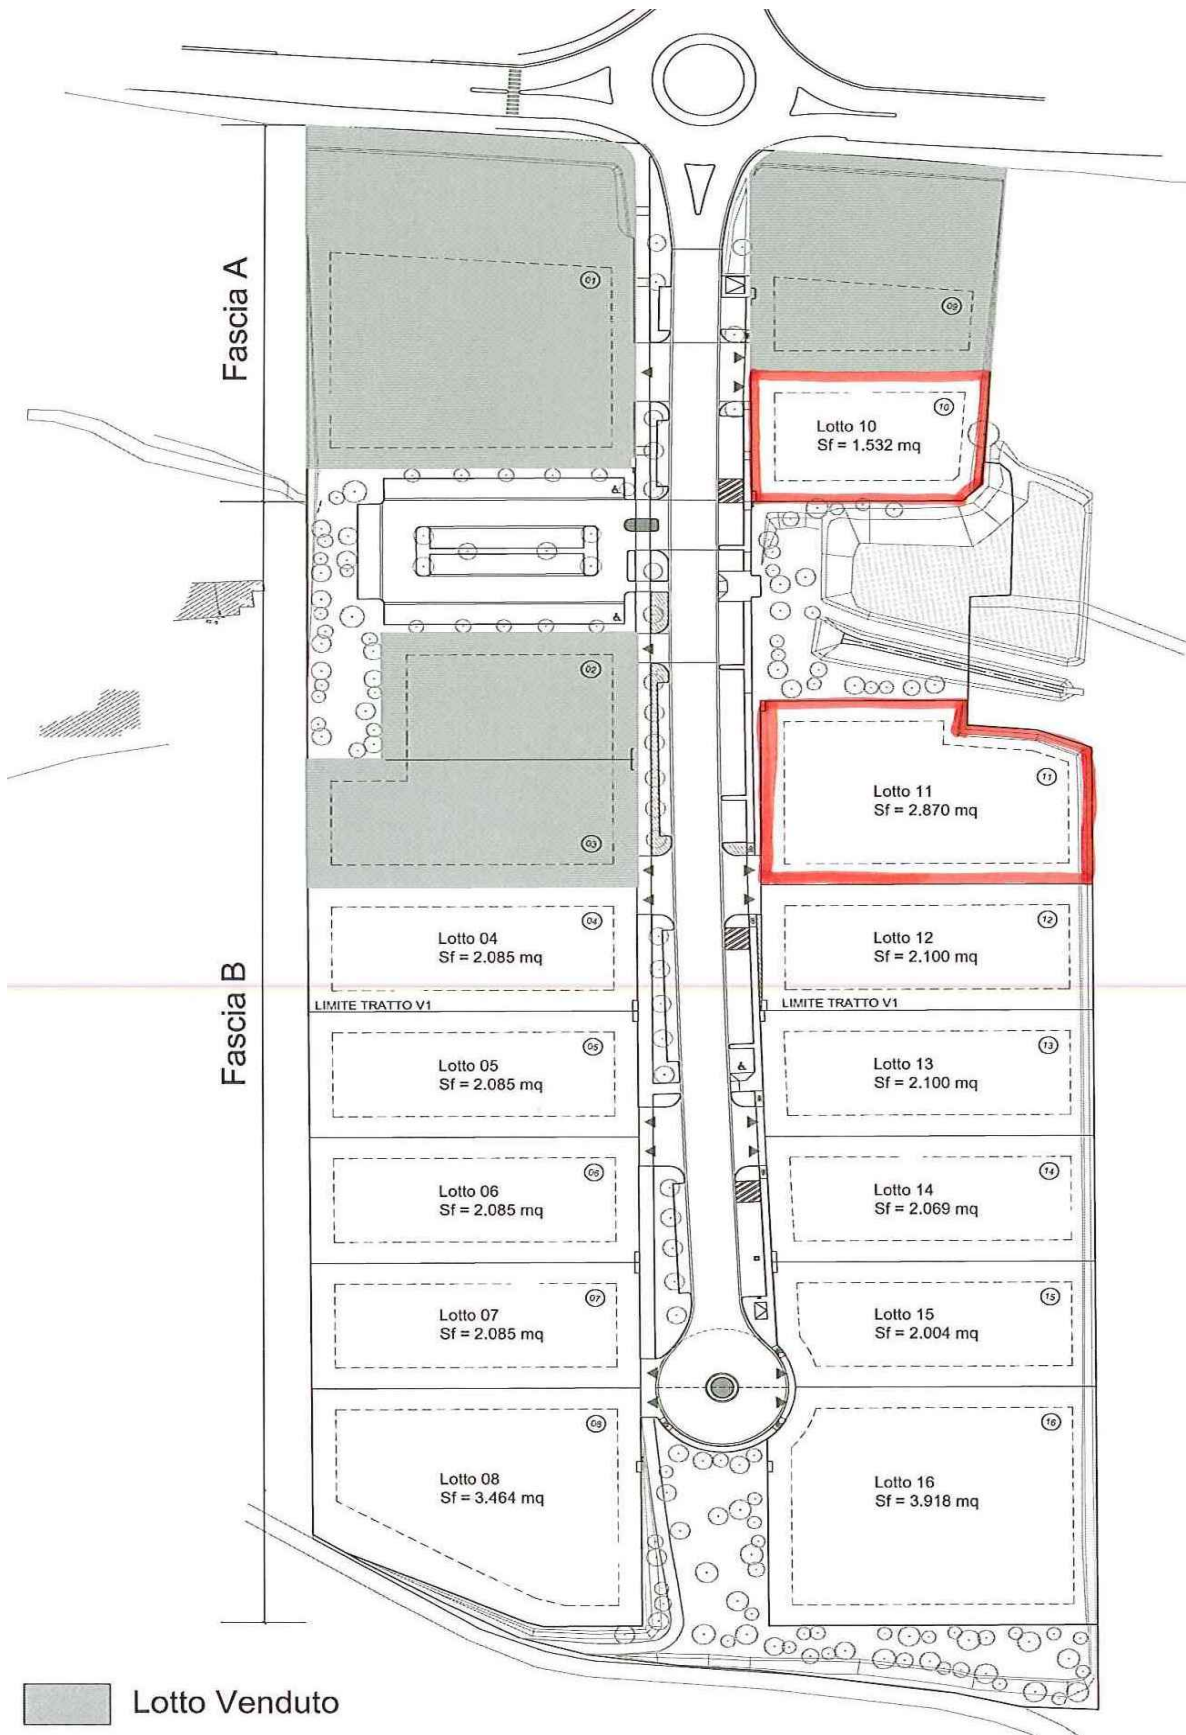 Fascia A
01
09
10
Lotto 10
Sf = 1.532 mq
02
11
Lotto 11
Sf = 2.870 mq
03
04
Lotto 04
Sf = 2.085 mq
12
Lotto 12
Sf = 2.100 mq
Fascia B
LIMITE TRATTO V1
LIMITE TRATTO V1
05
Lotto 05
Sf = 2.085 mq
13
Lotto 13
Sf = 2.100 mq
06
Lotto 06
Sf = 2.085 mq
14
Lotto 14
Sf = 2.069 mq
07
Lotto 07
Sf = 2.085 mq
15
Lotto 15
Sf = 2.004 mq
08
Lotto 08
Sf = 3.464 mq
16
Lotto 16
Sf = 3.918 mq
Lotto Venduto